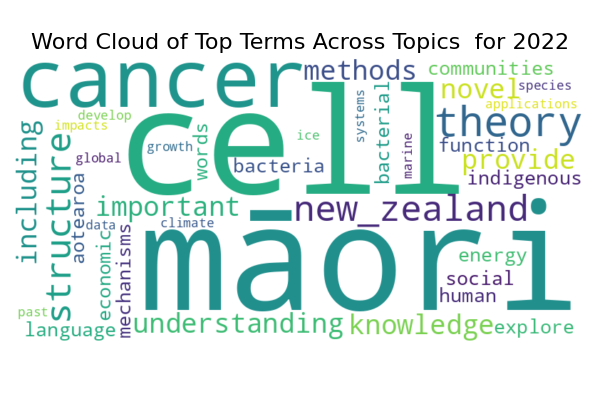 Word Cloud of Top Terms Across Topics  for 2022
cancer
methods
communities
novel
species
applications
theory
cell
develop
impacts
global
growth
words
ice
systems
bacterial
marine
function
provide
bacteria
indigenous
including
structure
aotearoa
important
new_zealand
data
climate
māori
economic
mechanisms
energy
social
human
past
language
understanding
knowledge
explore